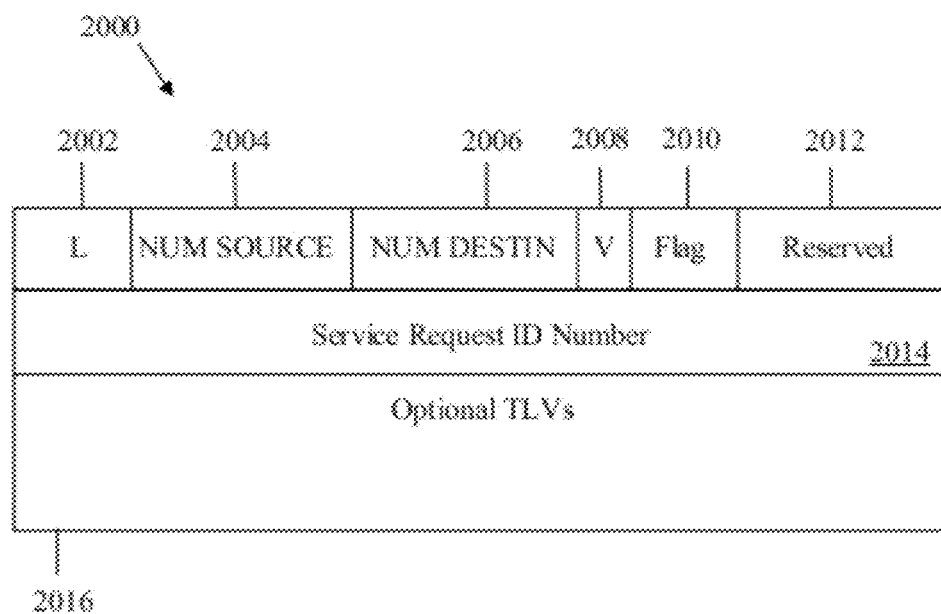 2000
2002 2004 2006 2008 2010 2012
L NUM SOURCE NUM DESTIN V Flag Reserved
Service Request ID Number
2014
Optional TLVs
2016